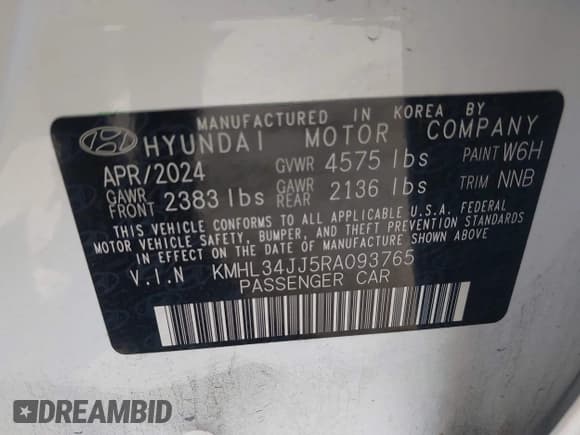 MANUFACTURED IN KOREA BY
HYUNDAI MOTOR COMPANY
APR/2024 GVWR 4575 lbs PAINT W6H
GAWR FRONT 2383 lbs GAWR REAR 2136 lbs TRIM NNB
THIS VEHICLE CONFORMS TO ALL APPLICABLE U.S.A. FEDERAL
MOTOR VEHICLE SAFETY, BUMPER, AND THEFT PREVENTION STANDARDS
IN EFFECT ON THE DATE OF MANUFACTURE SHOWN ABOVE.
V.I.N KMHL34JJ5RA093765
PASSENGER CAR
DREAMBID